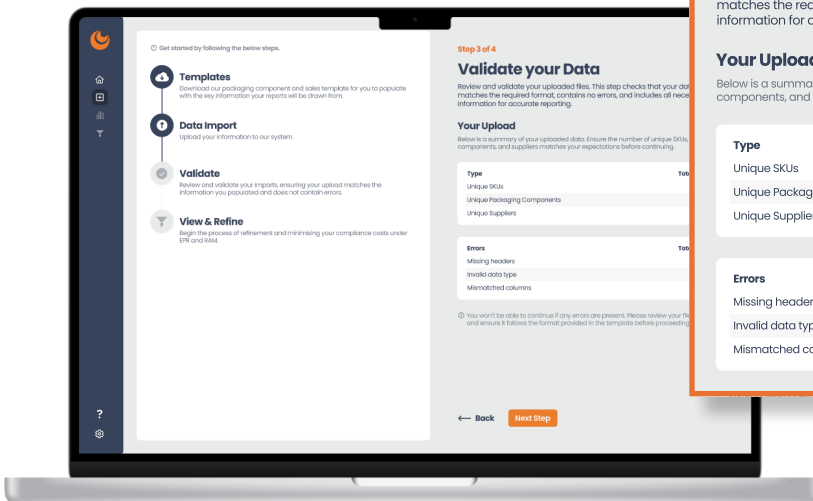 Get started by following the below steps.
Templates
Download our packaging component and sales template for you to populate
with the key information your reports will be drawn from.
Data Import
Upload your information to our system.
Validate
Review and validate your imports, ensuring your upload matches the
information you populated and does not contain errors.
View & Refine
Begin the process of refinement and minimising your compliance costs under
EPR and RAM.
?
Step 3 of 4
Validate your Data
Review and validate your uploaded files. This step checks that your dat
matches the required format, contains no errors, and includes all nece
information for accurate reporting.
Your Upload
Below is a summary of your uploaded data. Ensure the number of unique SKUs,
components, and suppliers matches your expectations before continuing.
Type Tot
Unique SKUs
Unique Packaging Components
Unique Suppliers
Errors Tot
Missing headers
Invalid data type
Mismatched columns
You won't be able to continue if any errors are present. Please review your file
and ensure it follows the format provided in the template before proceeding
← Back Next Step
matches the req
information for a
Your Upload
Below is a summa
components, and
Type
Unique SKUs
Unique Packag
Unique Supplier
Errors
Missing header
Invalid data typ
Mismatched co